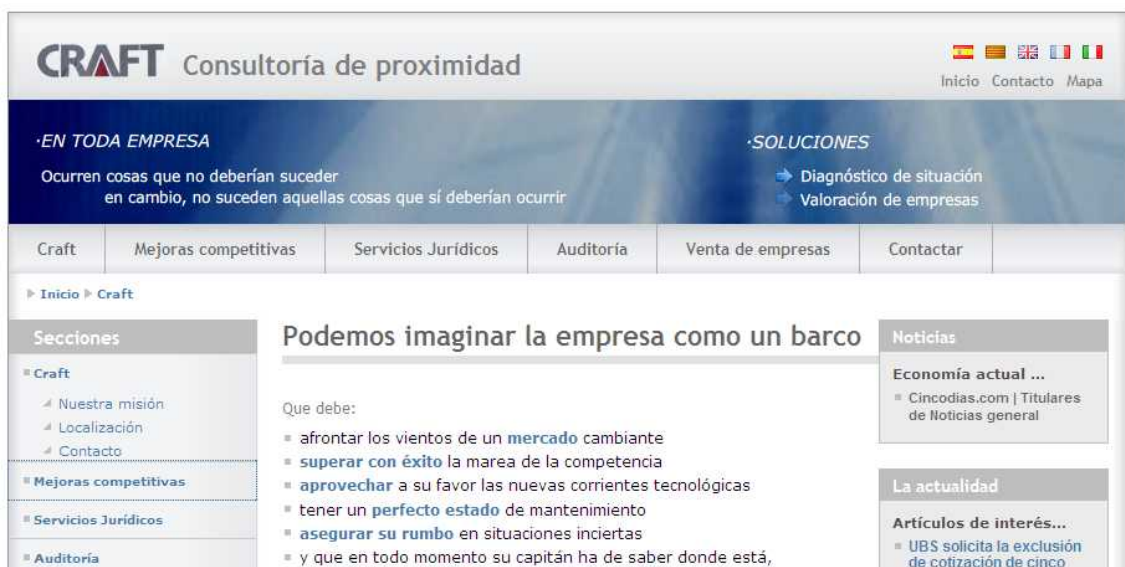 CRAFT Consultoría de proximidad
Inicio Contacto Mapa
·EN TODA EMPRESA
Ocurren cosas que no deberían suceder
en cambio, no suceden aquellas cosas que sí deberían ocurrir
·SOLUCIONES
Diagnóstico de situación
Valoración de empresas
Craft Mejoras competitivas Servicios Jurídicos Auditoría Venta de empresas Contactar
Inicio Craft
Secciones
Craft
Nuestra misión
Localización
Contacto
Mejoras competitivas
Servicios Jurídicos
Auditoría
Podemos imaginar la empresa como un barco
Que debe:
afrontar los vientos de un mercado cambiante
superar con éxito la marea de la competencia
aprovechar a su favor las nuevas corrientes tecnológicas
tener un perfecto estado de mantenimiento
asegurar su rumbo en situaciones inciertas
y que en todo momento su capitán ha de saber donde está,
Noticias
Economía actual ...
Cincodias.com | Titulares
de Noticias general
La actualidad
Artículos de interés...
UBS solicita la exclusión
de cotización de cinco